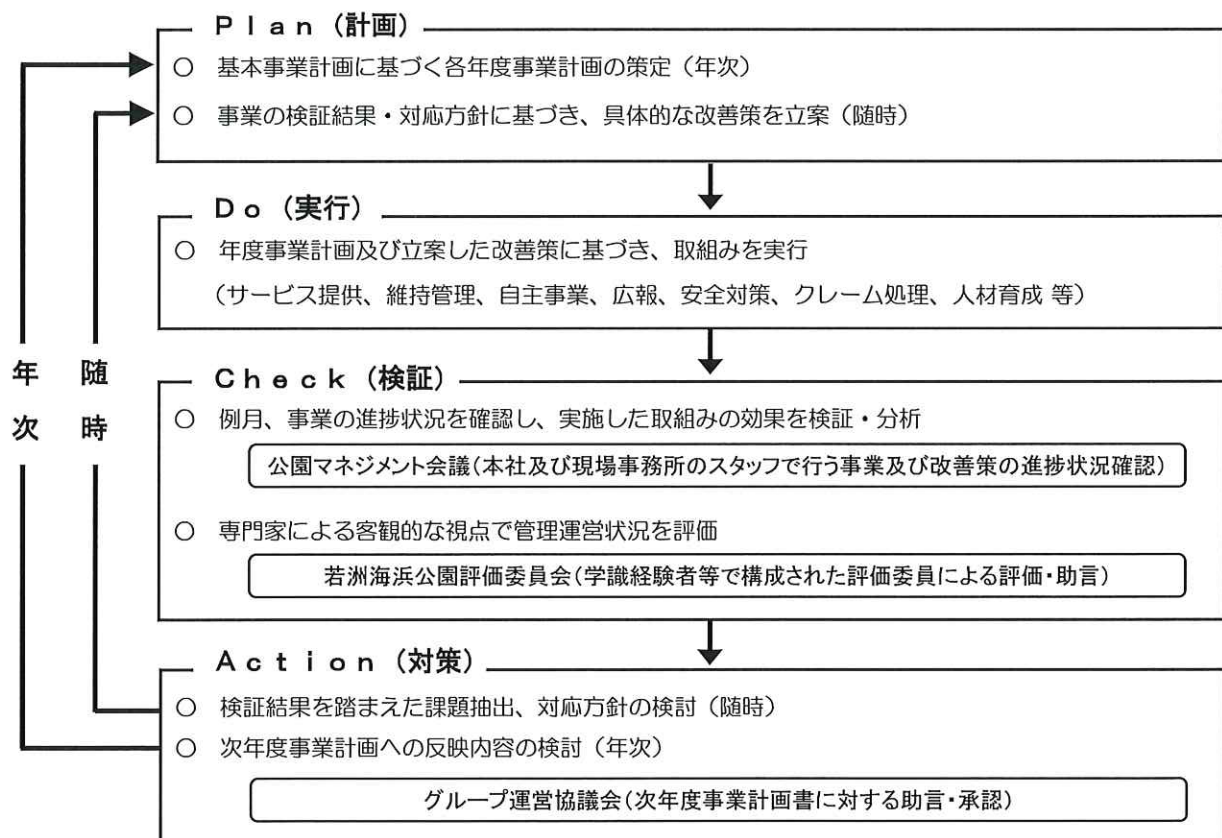 Plan(計画)
○ 基本事業計画に基づく各年度事業計画の策定(年次)
○ 事業の検証結果・対応方針に基づき、具体的な改善策を立案(随時)
Do(実行)
○ 年度事業計画及び立案した改善策に基づき、取組みを実行
(サービス提供、維持管理、自主事業、広報、安全対策、クレーム処理、人材育成 等)
年次
随時
Check(検証)
○ 例月、事業の進捗状況を確認し、実施した取組みの効果を検証・分析
公園マネジメント会議(本社及び現場事務所のスタッフで行う事業及び改善策の進捗状況確認)
○ 専門家による客観的な視点で管理運営状況を評価
若洲海浜公園評価委員会(学識経験者等で構成された評価委員による評価・助言)
Action(対策)
○ 検証結果を踏まえた課題抽出、対応方針の検討(随時)
○ 次年度事業計画への反映内容の検討(年次)
グループ運営協議会(次年度事業計画書に対する助言・承認)